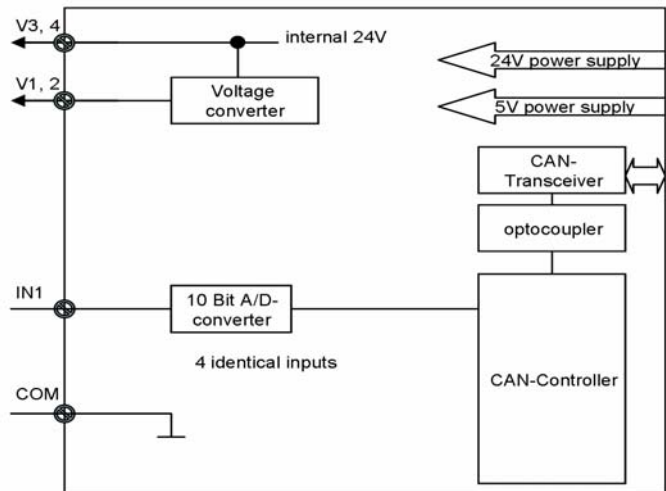 V3, 4
internal 24V
24V power supply
V1, 2
Voltage
converter
5V power supply
CAN-
Transceiver
optocoupler
IN1
10 Bit A/D-
converter
4 identical inputs
CAN-Controller
COM